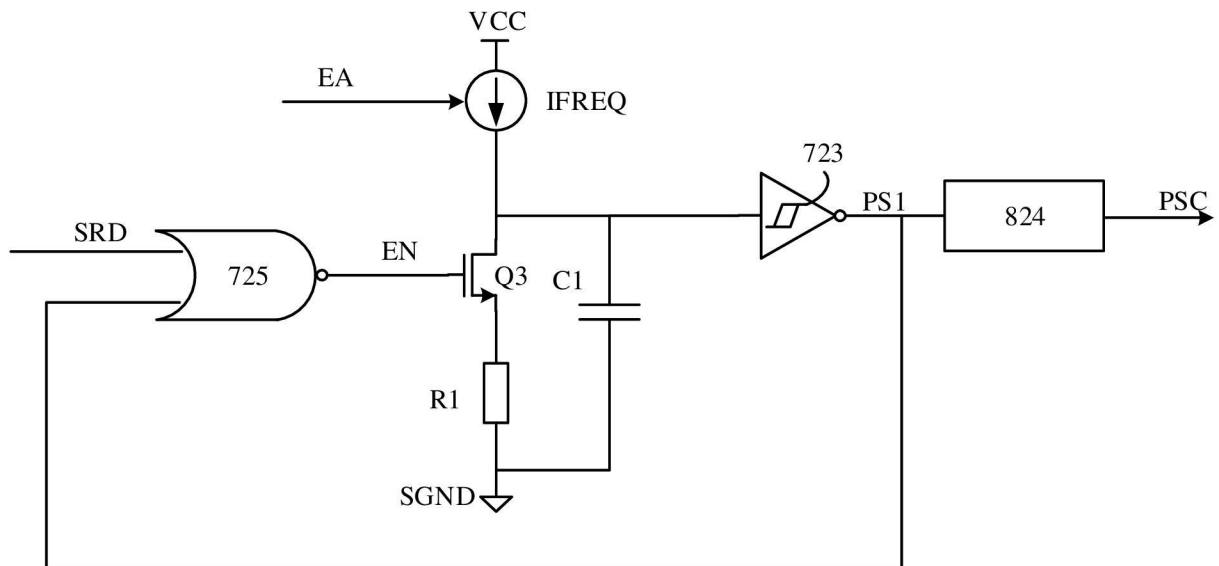 VCC
EA
IFREQ
723
SRD
EN
PS1
824
PSC
725
Q3
C1
R1
SGND